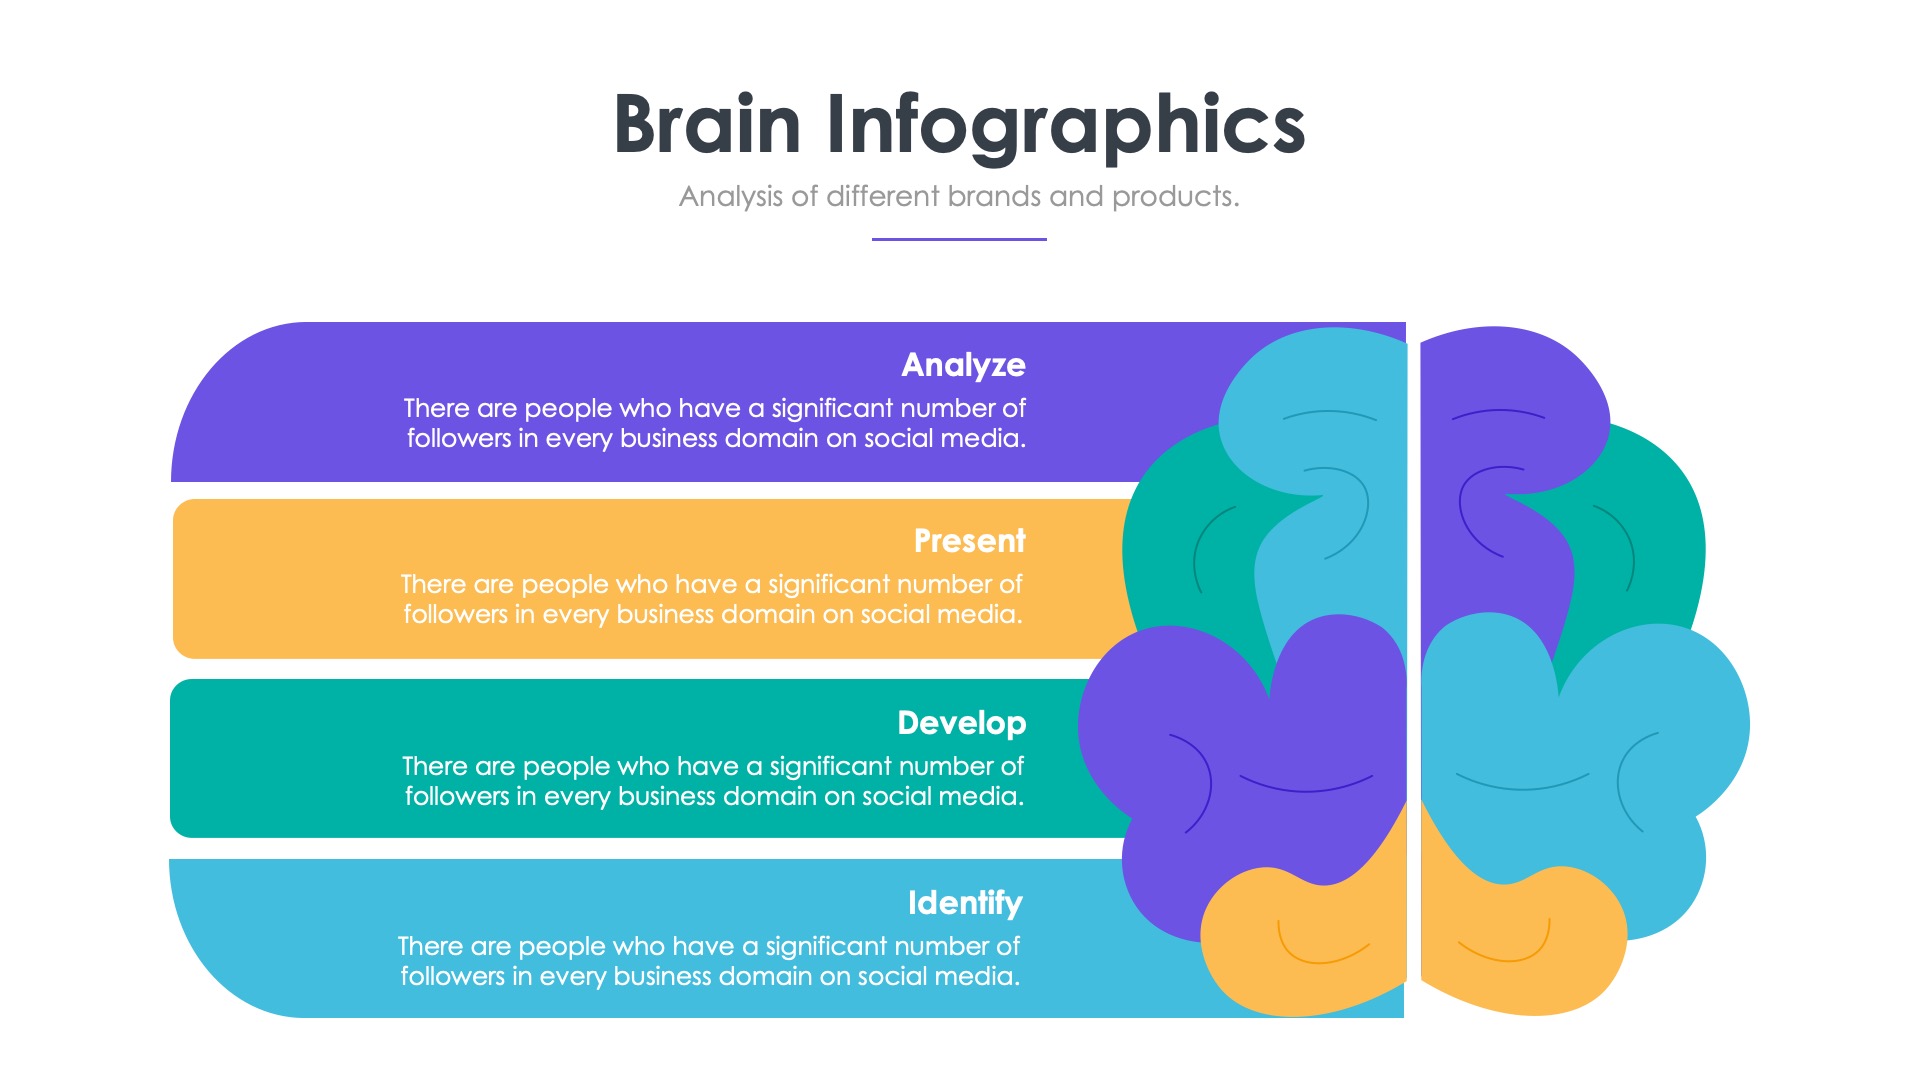 Brain Infographics
Analysis of different brands and products.
Analyze
There are people who have a significant number of
followers in every business domain on social media.
Present
There are people who have a significant number of
followers in every business domain on social media.
Develop
There are people who have a significant number of
followers in every business domain on social media.
Identify
There are people who have a significant number of
followers in every business domain on social media.